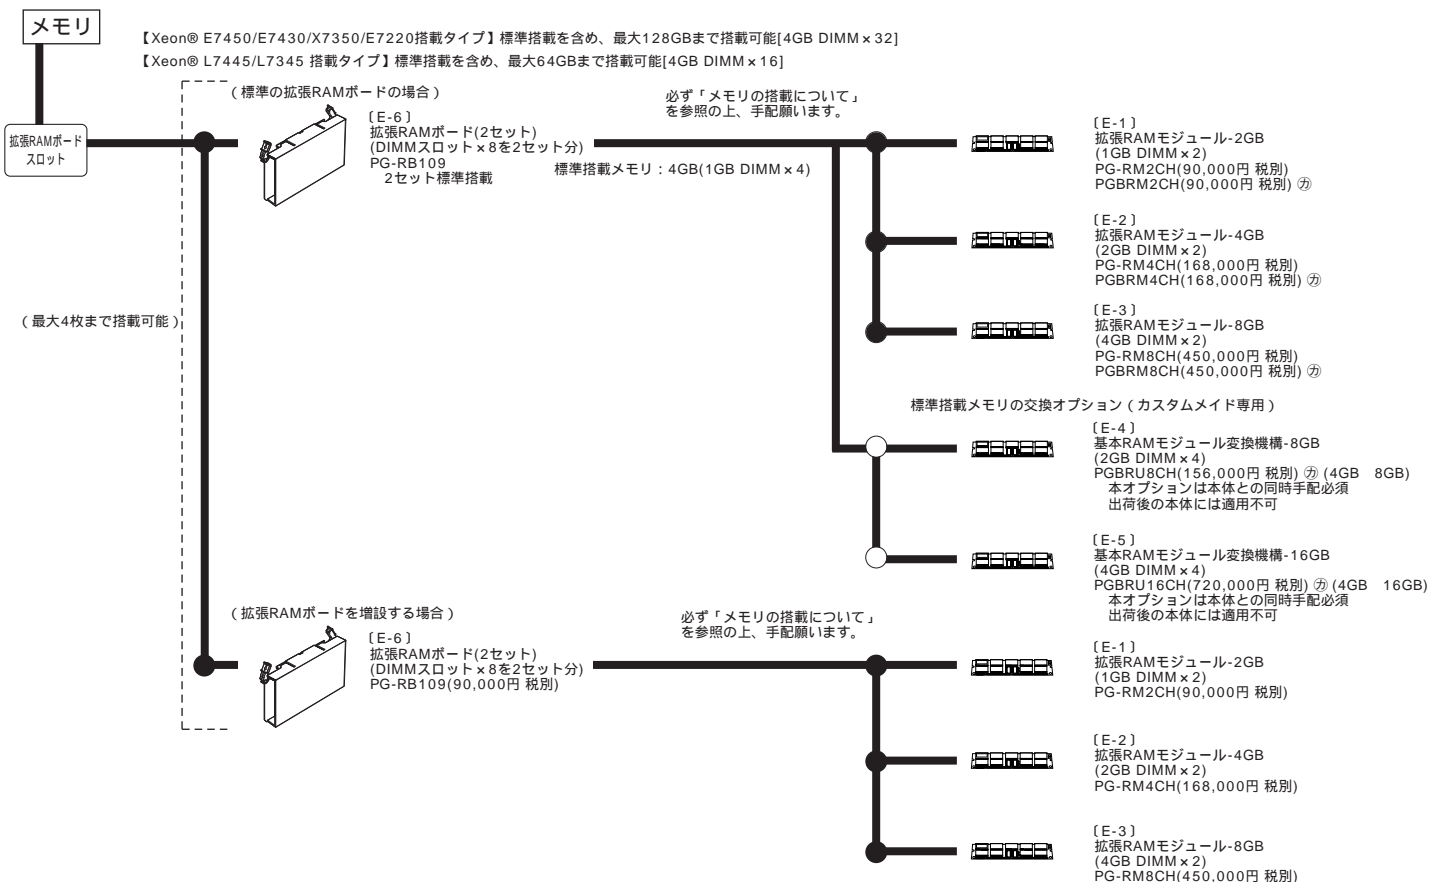 メモリ
【Xeon® E7450/E7430/X7350/E7220搭載タイプ】標準搭載を含め、最大128GBまで搭載可能[4GB DIMM×32]
【Xeon® L7445/L7345 搭載タイプ】標準搭載を含め、最大64GBまで搭載可能[4GB DIMM×16]
拡張RAMボード
スロット
（最大4枚まで搭載可能）
（標準の拡張RAMボードの場合）
〔E-6〕
拡張RAMボード(2セット)
(DIMMスロット×8を2セット分)
PG-RB109
2セット標準搭載
必ず「メモリの搭載について」
を参照の上、手配願います。
標準搭載メモリ：4GB(1GB DIMM×4)
〔E-1〕
拡張RAMモジュール-2GB
(1GB DIMM×2)
PG-RM2CH(90,000円 税別)
PGBRM2CH(90,000円 税別) ㋕
〔E-2〕
拡張RAMモジュール-4GB
(2GB DIMM×2)
PG-RM4CH(168,000円 税別)
PGBRM4CH(168,000円 税別) ㋕
〔E-3〕
拡張RAMモジュール-8GB
(4GB DIMM×2)
PG-RM8CH(450,000円 税別)
PGBRM8CH(450,000円 税別) ㋕
標準搭載メモリの交換オプション（カスタムメイド専用）
〔E-4〕
基本RAMモジュール変換機構-8GB
(2GB DIMM×4)
PGBRU8CH(156,000円 税別) ㋕ (4GB 8GB)
本オプションは本体との同時手配必須
出荷後の本体には適用不可
〔E-5〕
基本RAMモジュール変換機構-16GB
(4GB DIMM×4)
PGBRU16CH(720,000円 税別) ㋕ (4GB 16GB)
本オプションは本体との同時手配必須
出荷後の本体には適用不可
（拡張RAMボードを増設する場合）
〔E-6〕
拡張RAMボード(2セット)
(DIMMスロット×8を2セット分)
PG-RB109(90,000円 税別)
必ず「メモリの搭載について」
を参照の上、手配願います。
〔E-1〕
拡張RAMモジュール-2GB
(1GB DIMM×2)
PG-RM2CH(90,000円 税別)
〔E-2〕
拡張RAMモジュール-4GB
(2GB DIMM×2)
PG-RM4CH(168,000円 税別)
〔E-3〕
拡張RAMモジュール-8GB
(4GB DIMM×2)
PG-RM8CH(450,000円 税別)